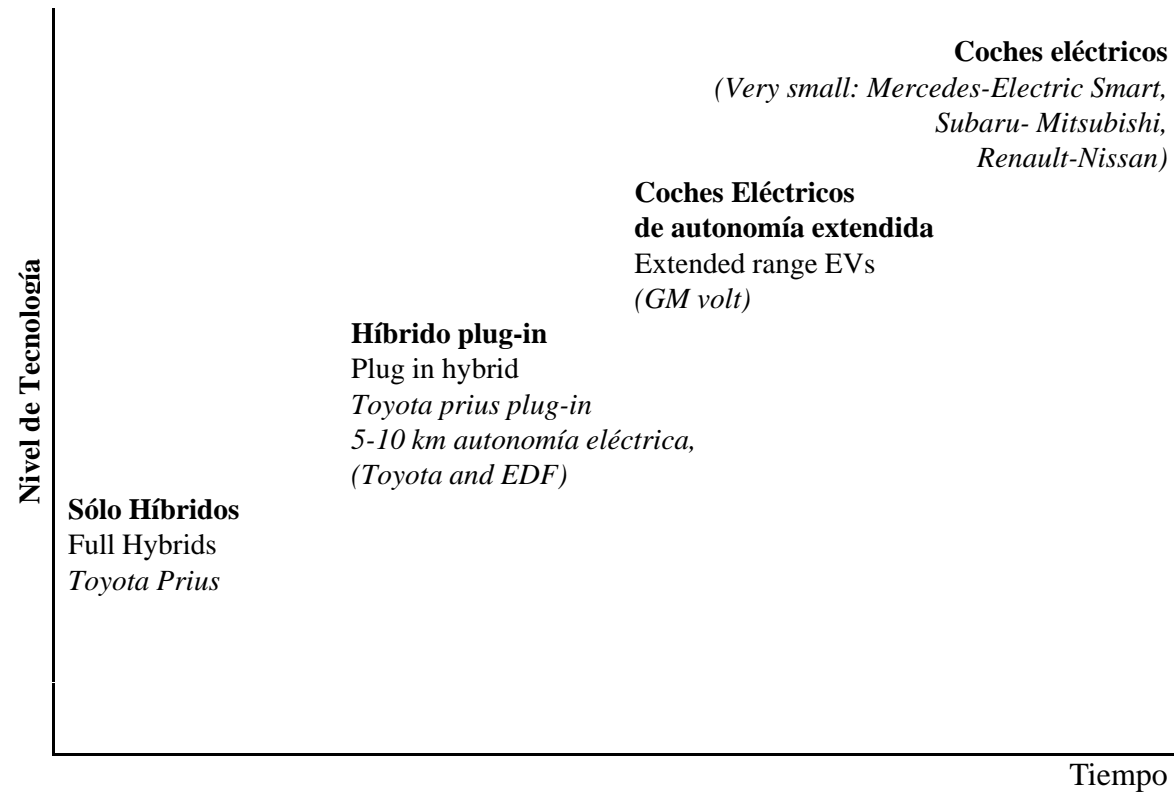 Coches eléctricos
(Very small: Mercedes-Electric Smart,
Subaru- Mitsubishi,
Renault-Nissan)
Coches Eléctricos
de autonomía extendida
Extended range EVs
(GM volt)
Híbrido plug-in
Plug in hybrid
Toyota prius plug-in
5-10 km autonomía eléctrica,
(Toyota and EDF)
Sólo Híbridos
Full Hybrids
Toyota Prius
Nivel de Tecnología
Tiempo